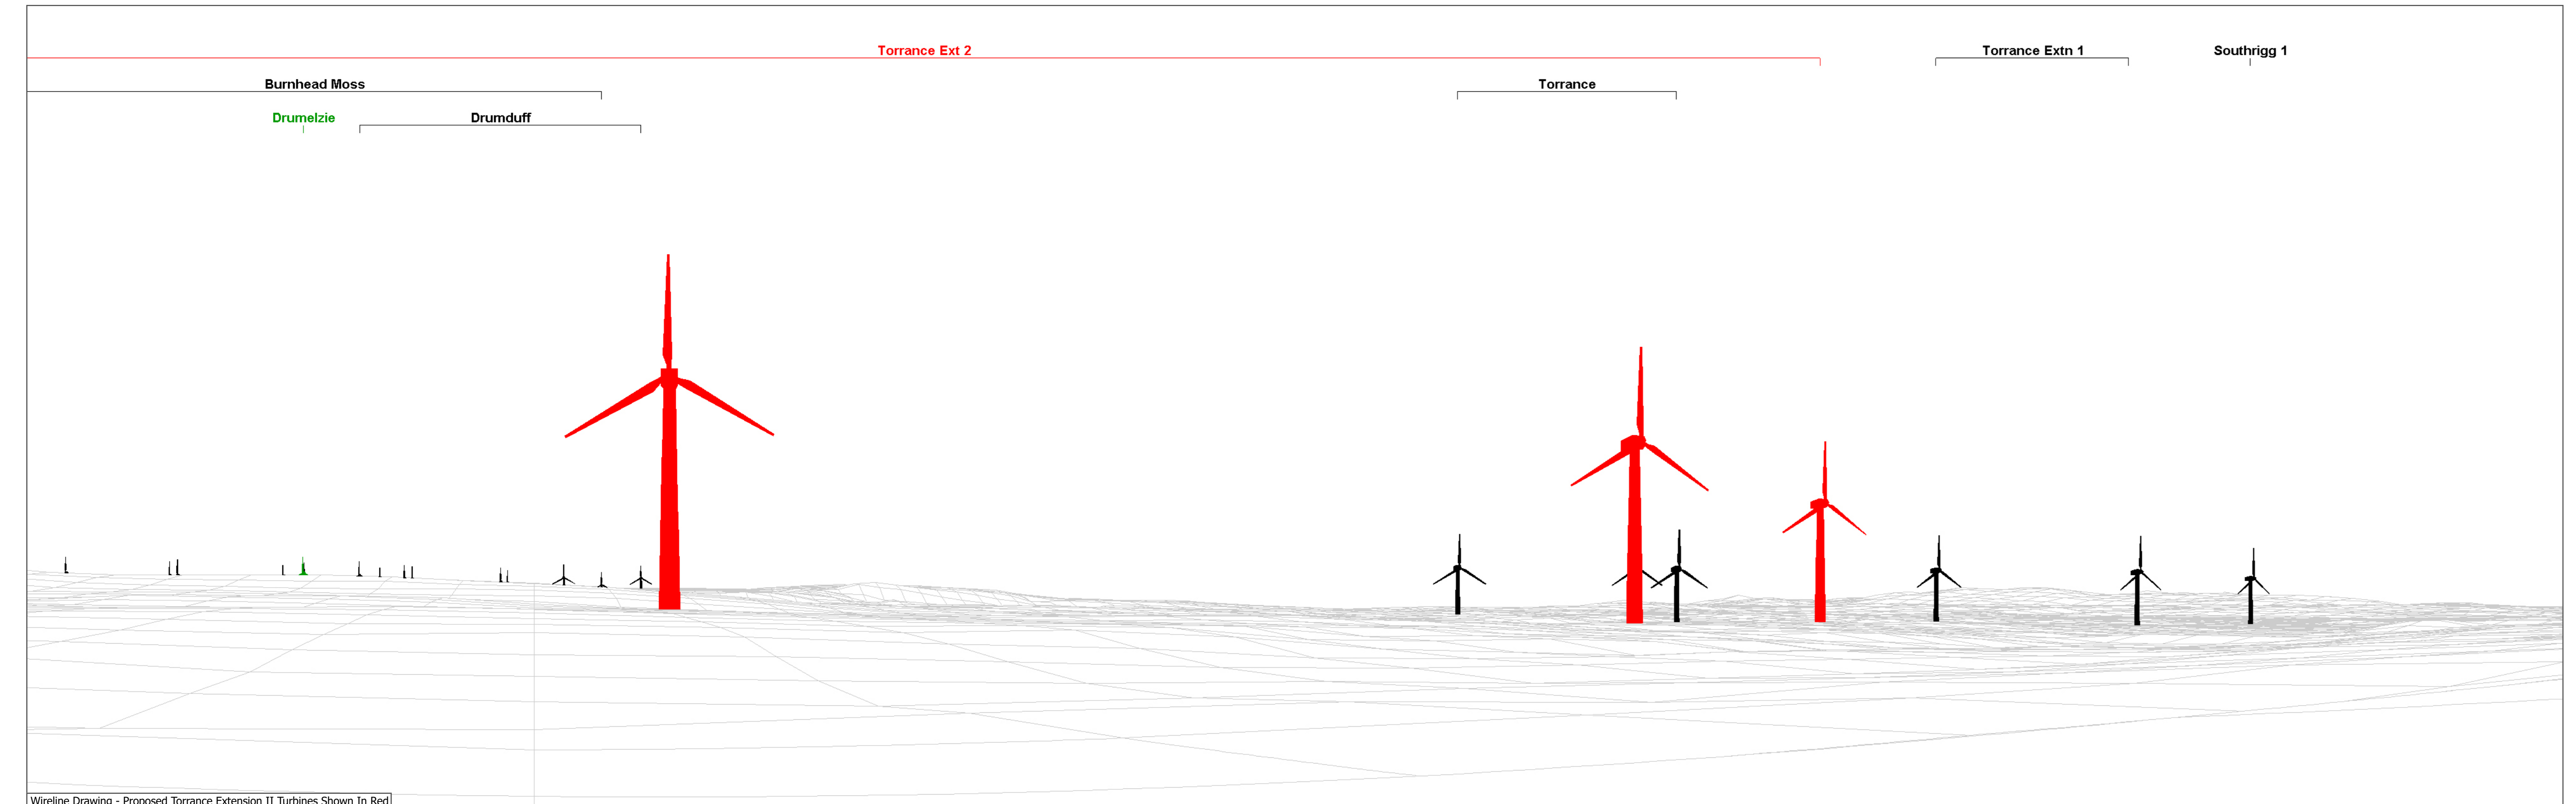 Torrance Ext 2
Torrance Extn 1
Southrigg 1
Burnhead Moss
Torrance
Drumelzie
Drumduff
Wireline Drawing - Proposed Torrance Extension II Turbines Shown In Red